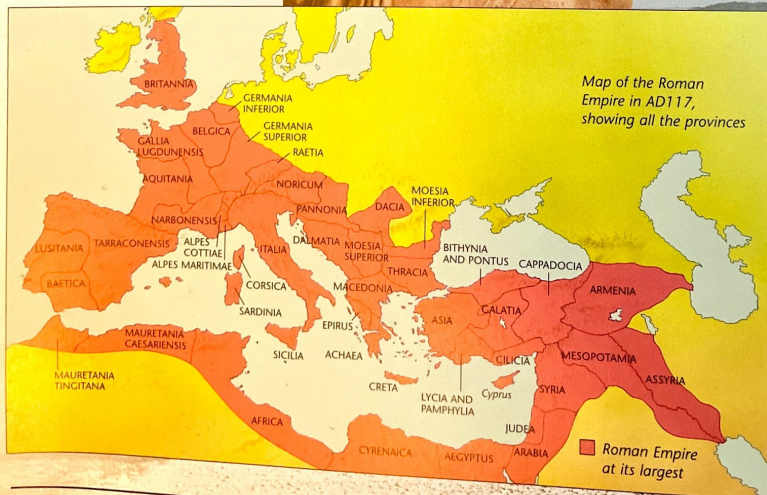 Map of the Roman
Empire in AD117,
showing all the provinces
BRITANNIA
GERMANIA
INFERIOR
BELGICA
GERMANIA
SUPERIOR
GALLIA
LUGDUNENSIS
RAETIA
AQUITANIA
NORICUM
MOESIA
INFERIOR
DACIA
PANNONIA
NARBONENSIS
LUSITANIA
TARRACONENSIS
ALPES
COTTIAE
ALPES MARITIMAE
ITALIA
DALMATIA
MOESIA
SUPERIOR
BITHYNIA
AND PONTUS
CAPPADOCIA
THRACIA
BAETICA
CORSICA
MACEDONIA
ARMENIA
SARDINIA
EPIRUS
ASIA
GALATIA
MAURETANIA
CAESARIENSIS
SICILIA
ACHAEA
CILICIA
MESOPOTAMIA
MAURETANIA
TINGITANA
CRETA
LYCIA AND
PAMPHYLIA
Cyprus
SYRIA
ASSYRIA
AFRICA
JUDEA
CYRENAICA
AEGYPTUS
ARABIA
Roman Empire
at its largest